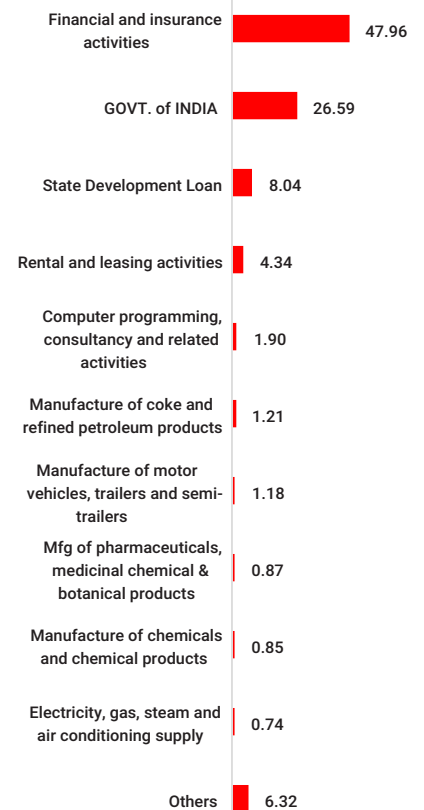 Financial and insurance
activities
47.96
GOVT. of INDIA
26.59
State Development Loan
8.04
Rental and leasing activities
4.34
Computer programming,
consultancy and related
activities
1.90
Manufacture of coke and
refined petroleum products
1.21
Manufacture of motor
vehicles, trailers and semi-
trailers
1.18
Mfg of pharmaceuticals,
medicinal chemical &
botanical products
0.87
Manufacture of chemicals
and chemical products
0.85
Electricity, gas, steam and
air conditioning supply
0.74
Others
6.32